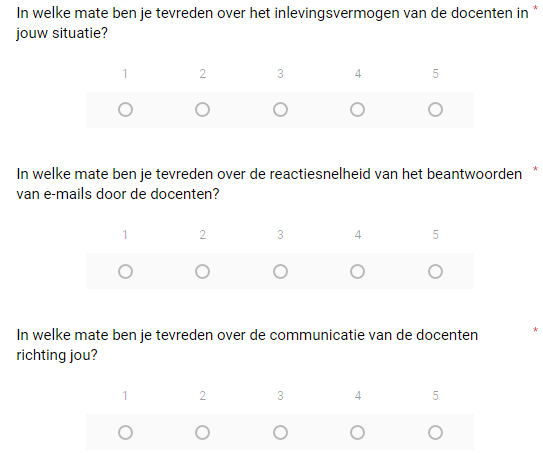 In welke mate ben je tevreden over het inlevingsvermogen van de docenten in *
jouw situatie?
1 2 3 4 5
In welke mate ben je tevreden over de reactiesnelheid van het beantwoorden *
van e-mails door de docenten?
1 2 3 4 5
In welke mate ben je tevreden over de communicatie van de docenten *
richting jou?
1 2 3 4 5